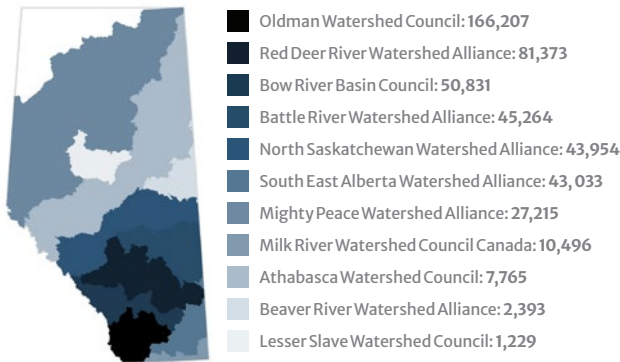 Oldman Watershed Council: 166,207
Red Deer River Watershed Alliance: 81,373
Bow River Basin Council: 50,831
Battle River Watershed Alliance: 45,264
North Saskatchewan Watershed Alliance: 43,954
South East Alberta Watershed Alliance: 43,033
Mighty Peace Watershed Alliance: 27,215
Milk River Watershed Council Canada: 10,496
Athabasca Watershed Council: 7,765
Beaver River Watershed Alliance: 2,393
Lesser Slave Watershed Council: 1,229